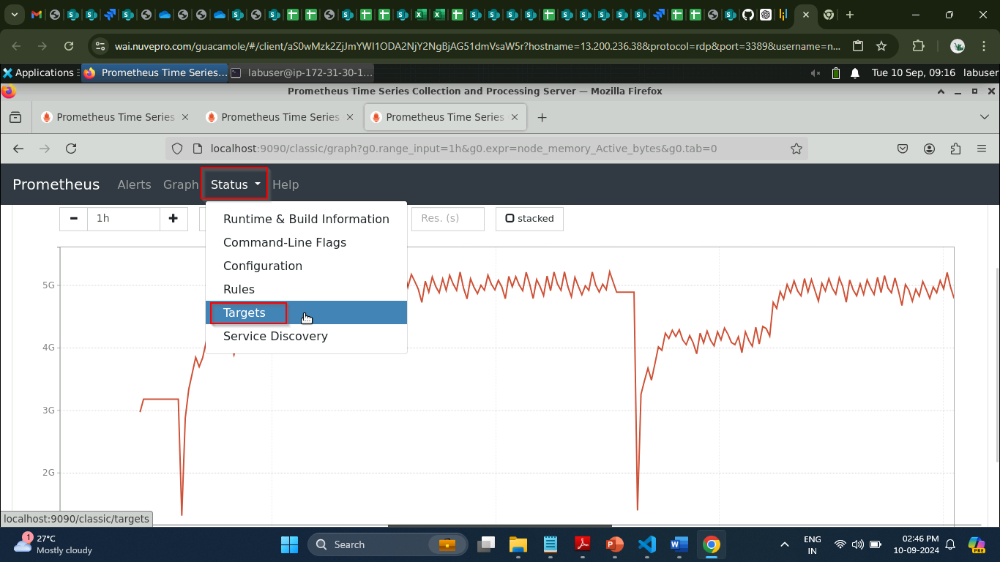 wai.nuvepro.com/guacamole/#/client/aS0wMzk2ZjJmYWI1ODA2NjY2NgBjAG51dmVsaW5r?hostname=13.200.236.38&protocol=rdp&port=3389&username=n...
Applications
Prometheus Time Series...
labuser@ip-172-31-30-1...
Tue 10 Sep, 09:16 labuser
Prometheus Time Series Collection and Processing Server — Mozilla Firefox
Prometheus Time Series
Prometheus Time Series
Prometheus Time Series
localhost:9090/classic/graph?g0.range_input=1h&g0.expr=node_memory_Active_bytes&g0.tab=0
Prometheus Alerts Graph Status Help
1h
Res. (s)
stacked
Runtime & Build Information
Command-Line Flags
Configuration
Rules
Targets
Service Discovery
5G
4G
3G
2G
localhost:9090/classic/targets
1
27°C
Mostly cloudy
Search
PRE
ENG
IN
02:46 PM
10-09-2024